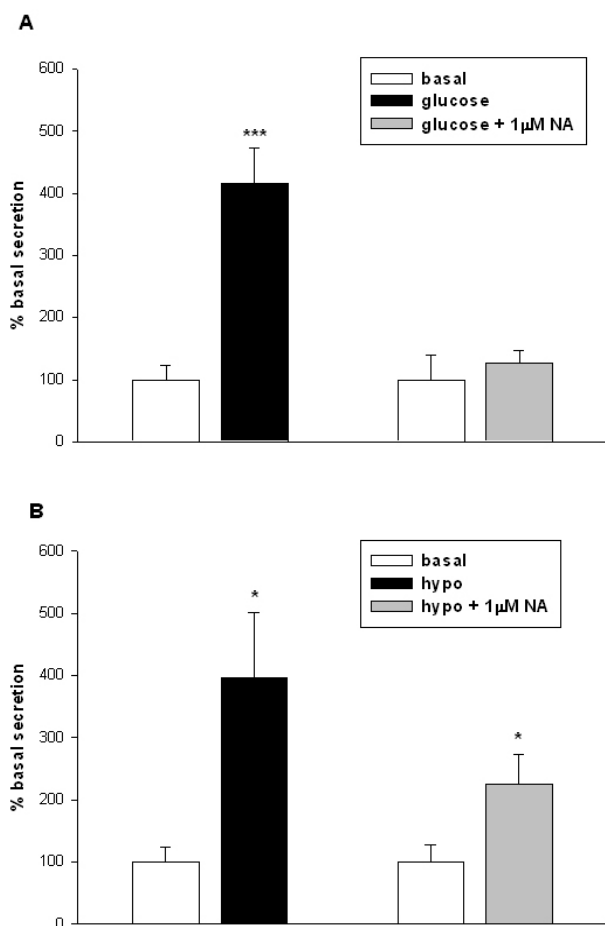 A
600
500
400
300
200
100
0
% basal secretion
basal
glucose
glucose + 1µM NA
***
B
600
500
400
300
200
100
0
% basal secretion
basal
hypo
hypo + 1µM NA
*
*